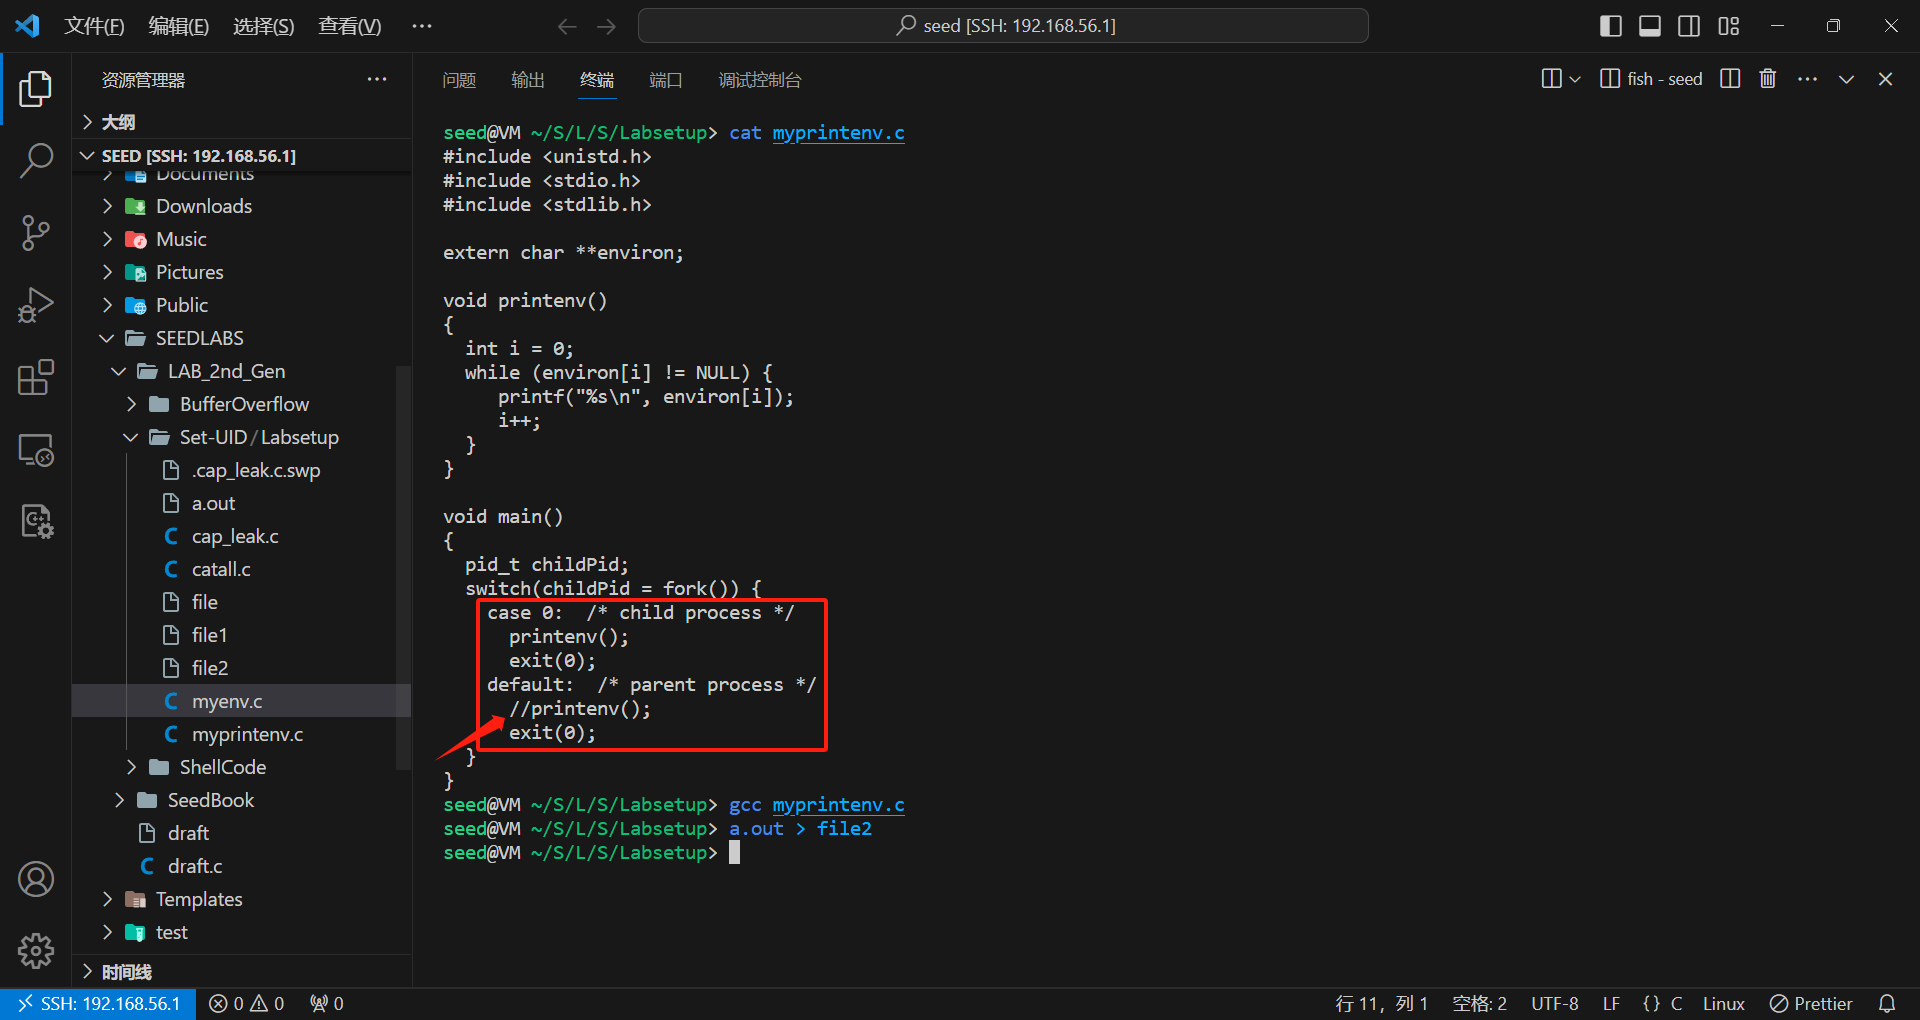 文件(F) 编辑(E) 选择(S) 查看(V) ··· seed [SSH: 192.168.56.1]
资源管理器 ···
大纲
SEED [SSH: 192.168.56.1]
Documents
Downloads
Music
Pictures
Public
SEEDLABS
LAB_2nd_Gen
BufferOverflow
Set-UID / Labsetup
.cap_leak.c.swp
a.out
C cap_leak.c
C catall.c
file
file1
file2
C myenv.c
C myprintenv.c
ShellCode
SeedBook
draft
C draft.c
Templates
test
时间线
问题 输出 终端 端口 调试控制台 fish - seed ···
seed@VM ~/S/L/S/Labsetup> cat myprintenv.c
#include <unistd.h>
#include <stdio.h>
#include <stdlib.h>
extern char **environ;
void printenv()
{
int i = 0;
while (environ[i] != NULL) {
printf("%s\n", environ[i]);
i++;
}
}
void main()
{
pid_t childPid;
switch(childPid = fork()) {
case 0:  /* child process */
printenv();
exit(0);
default:  /* parent process */
//printenv();
exit(0);
}
}
seed@VM ~/S/L/S/Labsetup> gcc myprintenv.c
seed@VM ~/S/L/S/Labsetup> a.out > file2
seed@VM ~/S/L/S/Labsetup>
SSH: 192.168.56.1 0 0 0 行 11, 列 1 空格: 2 UTF-8 LF {} C Linux Prettier